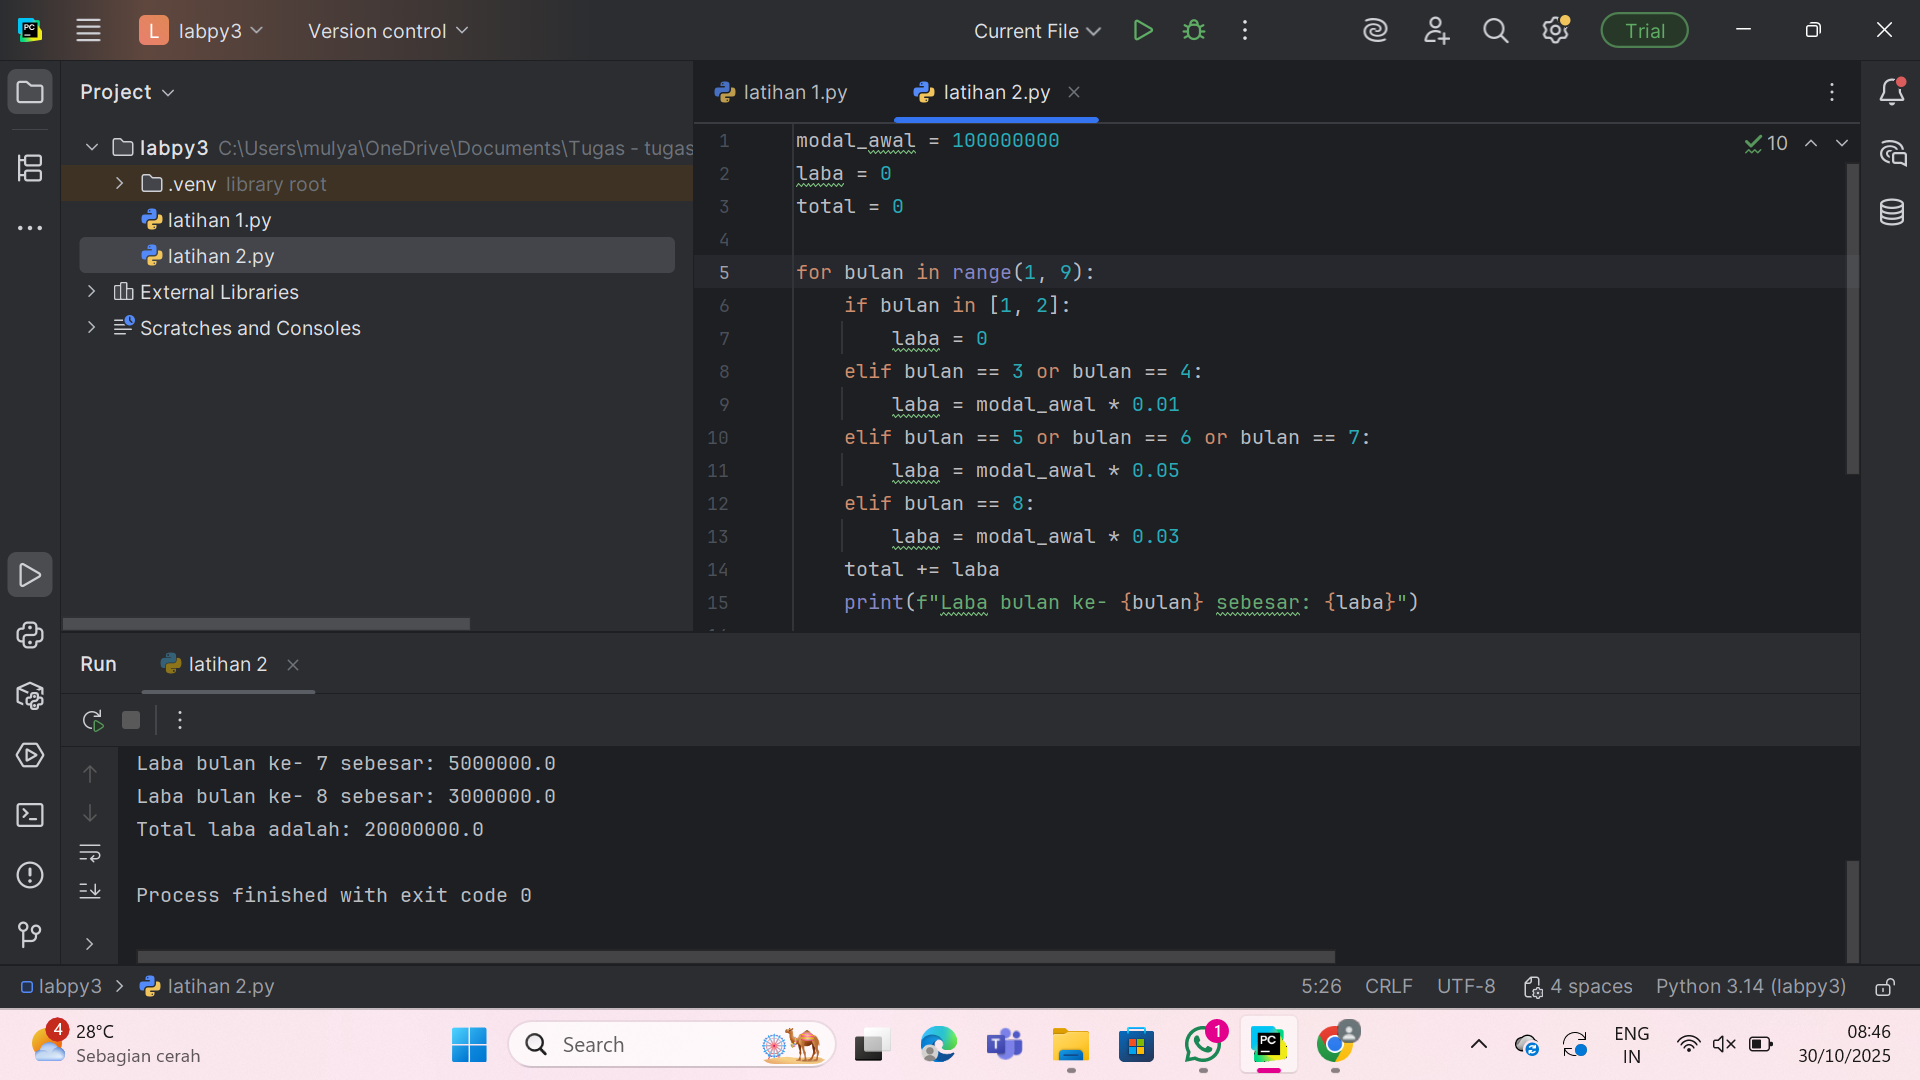 PC
L labpy3
Version control
Current File
Trial
Project
labpy3 C:\Users\mulya\OneDrive\Documents\Tugas - tugas
.venv library root
latihan 1.py
latihan 2.py
External Libraries
Scratches and Consoles
latihan 1.py
latihan 2.py
10
1 modal_awal = 100000000
2 laba = 0
3 total = 0
4
5 for bulan in range(1, 9):
6 if bulan in [1, 2]:
7 laba = 0
8 elif bulan == 3 or bulan == 4:
9 laba = modal_awal * 0.01
10 elif bulan == 5 or bulan == 6 or bulan == 7:
11 laba = modal_awal * 0.05
12 elif bulan == 8:
13 laba = modal_awal * 0.03
14 total += laba
15 print(f"Laba bulan ke- {bulan} sebesar: {laba}")
Run
latihan 2
Laba bulan ke- 7 sebesar: 5000000.0
Laba bulan ke- 8 sebesar: 3000000.0
Total laba adalah: 20000000.0
Process finished with exit code 0
labpy3
latihan 2.py
5:26
CRLF
UTF-8
4 spaces
Python 3.14 (labpy3)
4
28°C
Sebagian cerah
Search
T
1
PC
ENG
IN
08:46
30/10/2025